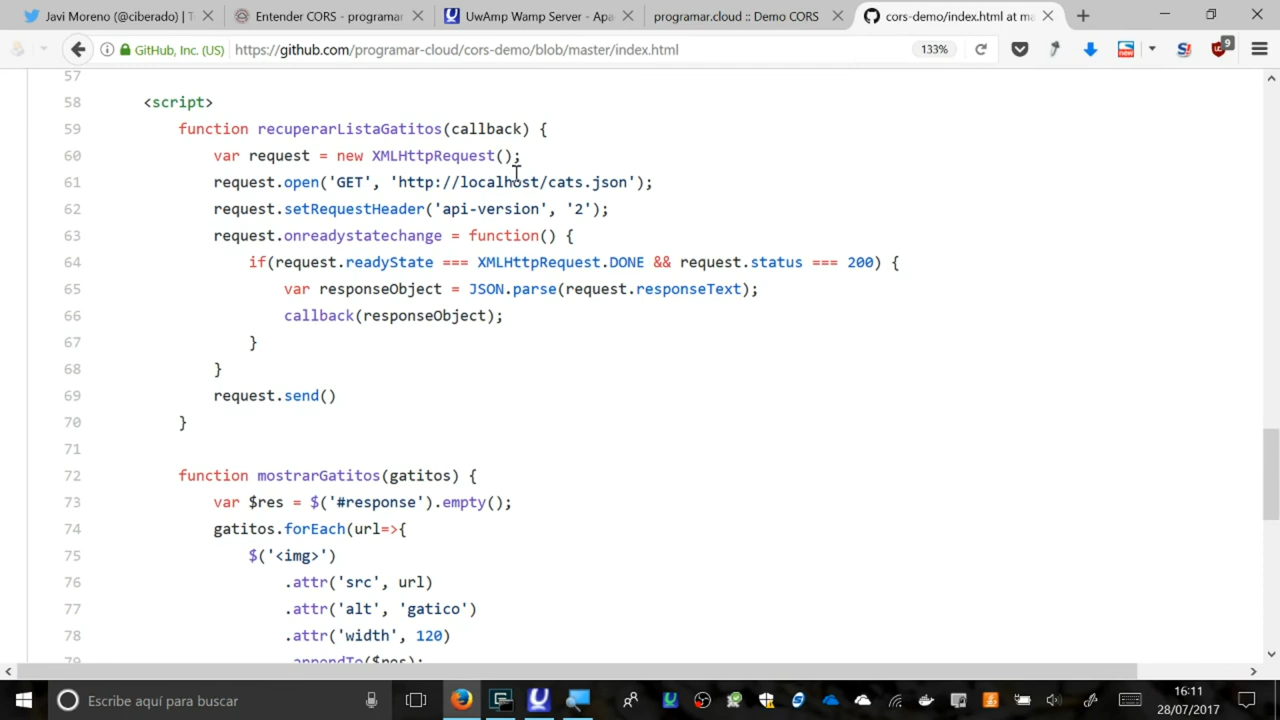 Javi Moreno (@ciberado) | T
Entender CORS - programar
UwAmp Wamp Server - Apa
programar.cloud :: Demo CORS
cors-demo/index.html at ma
GitHub, Inc. (US)
https://github.com/programar-cloud/cors-demo/blob/master/index.html
133%
9
57
58 <script>
59 function recuperarListaGatitos(callback) {
60 var request = new XMLHttpRequest();
61 request.open('GET', 'http://localhost/cats.json');
62 request.setRequestHeader('api-version', '2');
63 request.onreadystatechange = function() {
64 if(request.readyState === XMLHttpRequest.DONE && request.status === 200) {
65 var responseObject = JSON.parse(request.responseText);
66 callback(responseObject);
67 }
68 }
69 request.send()
70 }
71
72 function mostrarGatitos(gatitos) {
73 var $res = $('#response').empty();
74 gatitos.forEach(url=>{
75 $('<img>')
76 .attr('src', url)
77 .attr('alt', 'gatico')
78 .attr('width', 120)
79 .appendTo($res);
Escribe aquí para buscar
16:11
28/07/2017